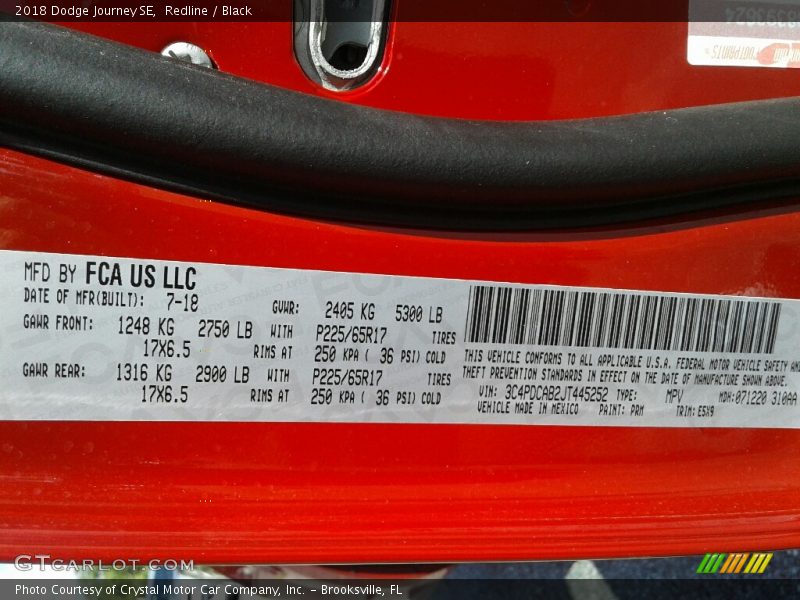 2018 Dodge Journey SE, Redline / Black
MFD BY FCA US LLC
DATE OF MFR(BUILT): 7-18 GVWR: 2405 KG 5300 LB
GAWR FRONT: 1248 KG 2750 LB WITH P225/65R17 TIRES
17X6.5 RIMS AT 250 KPA ( 36 PSI) COLD
GAWR REAR: 1316 KG 2900 LB WITH P225/65R17 TIRES
17X6.5 RIMS AT 250 KPA ( 36 PSI) COLD
THIS VEHICLE CONFORMS TO ALL APPLICABLE U.S.A. FEDERAL MOTOR VEHICLE SAFETY AND
THEFT PREVENTION STANDARDS IN EFFECT ON THE DATE OF MANUFACTURE SHOWN ABOVE.
VIN: 3C4PDCAB2JT445252 TYPE: MPV MDH:071220 310AA
VEHICLE MADE IN MEXICO PAINT: PRM TRIM:E5X9
GTCarLot.com
Photo Courtesy of Crystal Motor Car Company, Inc. - Brooksville, FL